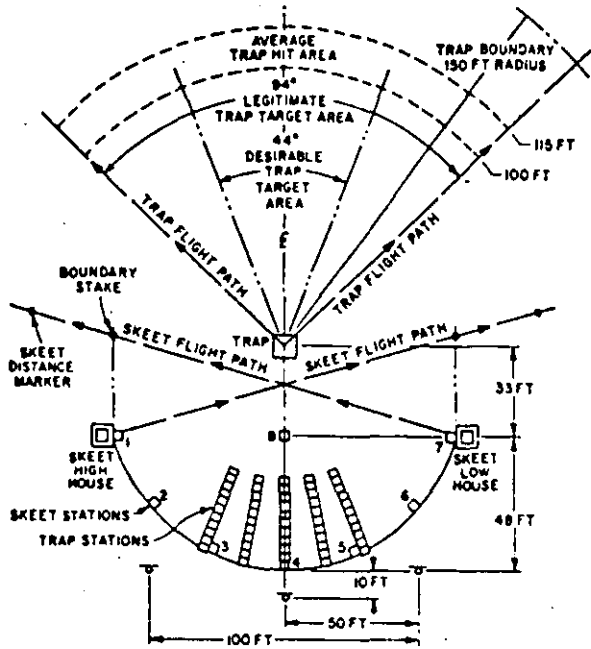 AVERAGE
TRAP HIT AREA
TRAP BOUNDARY
150 FT RADIUS
94°
LEGITIMATE
TRAP TARGET AREA
115 FT
100 FT
44°
DESIRABLE
TRAP
TARGET
AREA
℄
TRAP FLIGHT PATH
TRAP FLIGHT PATH
BOUNDARY
STAKE
TRAP
SKEET FLIGHT PATH
SKEET FLIGHT PATH
SKEET
DISTANCE
MARKER
33 FT
1
8
7
SKEET
HIGH
HOUSE
SKEET
LOW
HOUSE
2
6
SKEET STATIONS
TRAP STATIONS
48 FT
3
5
4
10 FT
50 FT
100 FT